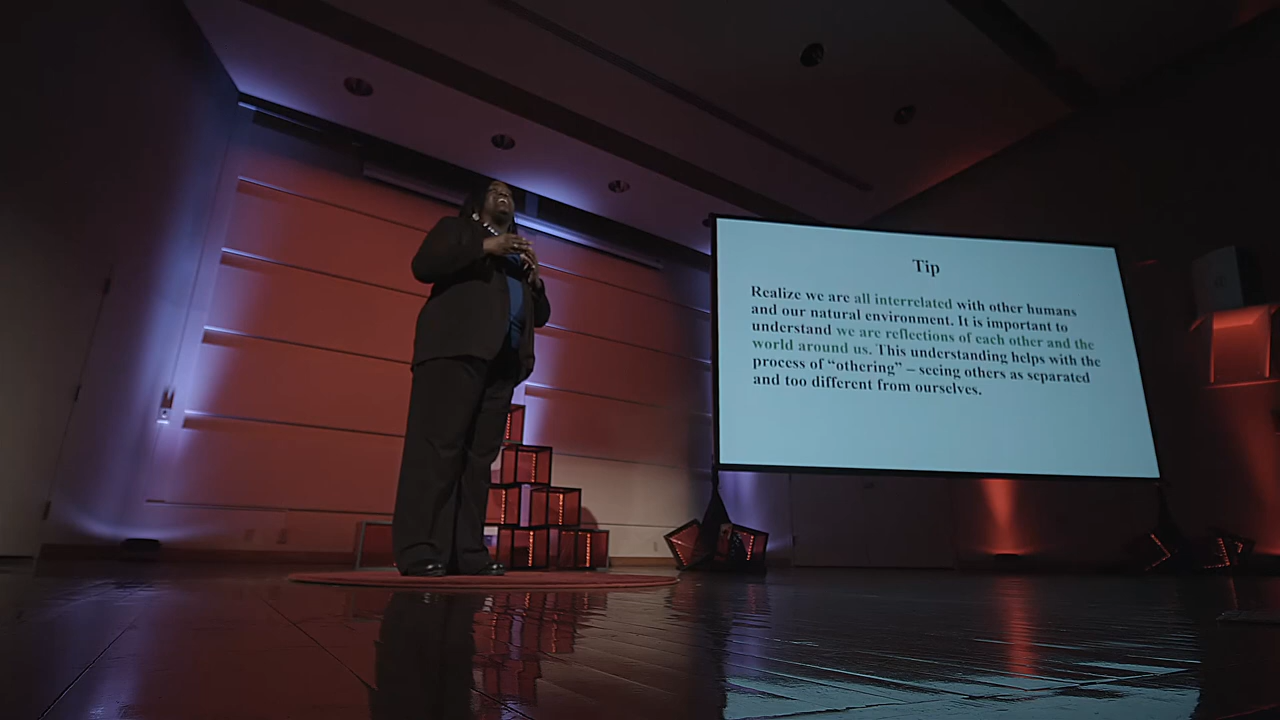 Tip
Realize we are all interrelated with other humans
and our natural environment. It is important to
understand we are reflections of each other and the
world around us. This understanding helps with the
process of “othering” – seeing others as separated
and too different from ourselves.